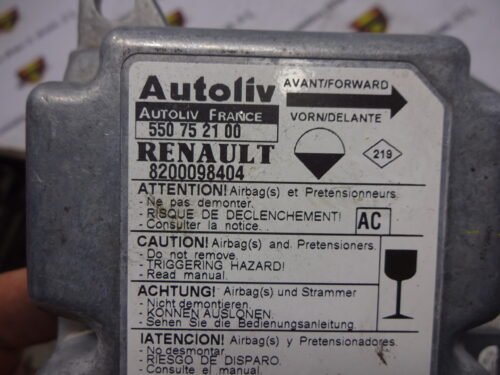 Autoliv
AVANT/FORWARD
AUTOLIV FRANCE
VORN/DELANTE
550 75 21 00
RENAULT
219
8200098404
ATTENTION! Airbag(s) et Pretensionneurs
- Ne pas demonter.
- RISQUE DE DECLENCHEMENT!
- Consulter la notice.
AC
CAUTION! Airbag(s) and Pretensioners.
- Do not remove.
- TRIGGERING HAZARD!
- Read manual.
ACHTUNG! Airbag(s) und Strammer
- Nicht demontieren.
- KÖNNEN AUSLÖNEN.
- Sehen Sie die Bedienungsanleitung.
!ATENCION! Airbag(s) y Pretensionadores.
- No desmontar
- RIESGO DE DISPARO.
- Consulte el manual.